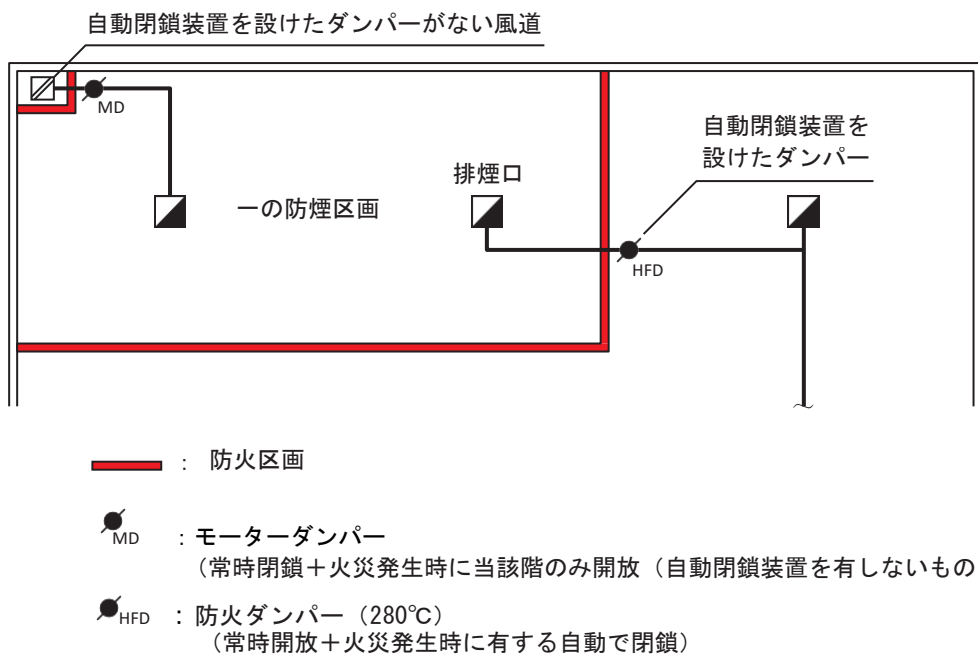 自動閉鎖装置を設けたダンパーがない風道
MD
自動閉鎖装置を
設けたダンパー
排煙口
一の防煙区画
HFD
: 防火区画
MD : モーターダンパー
（常時閉鎖＋火災発生時に当該階のみ開放（自動閉鎖装置を有しないもの
HFD : 防火ダンパー（280℃）
（常時開放＋火災発生時に有する自動で閉鎖）